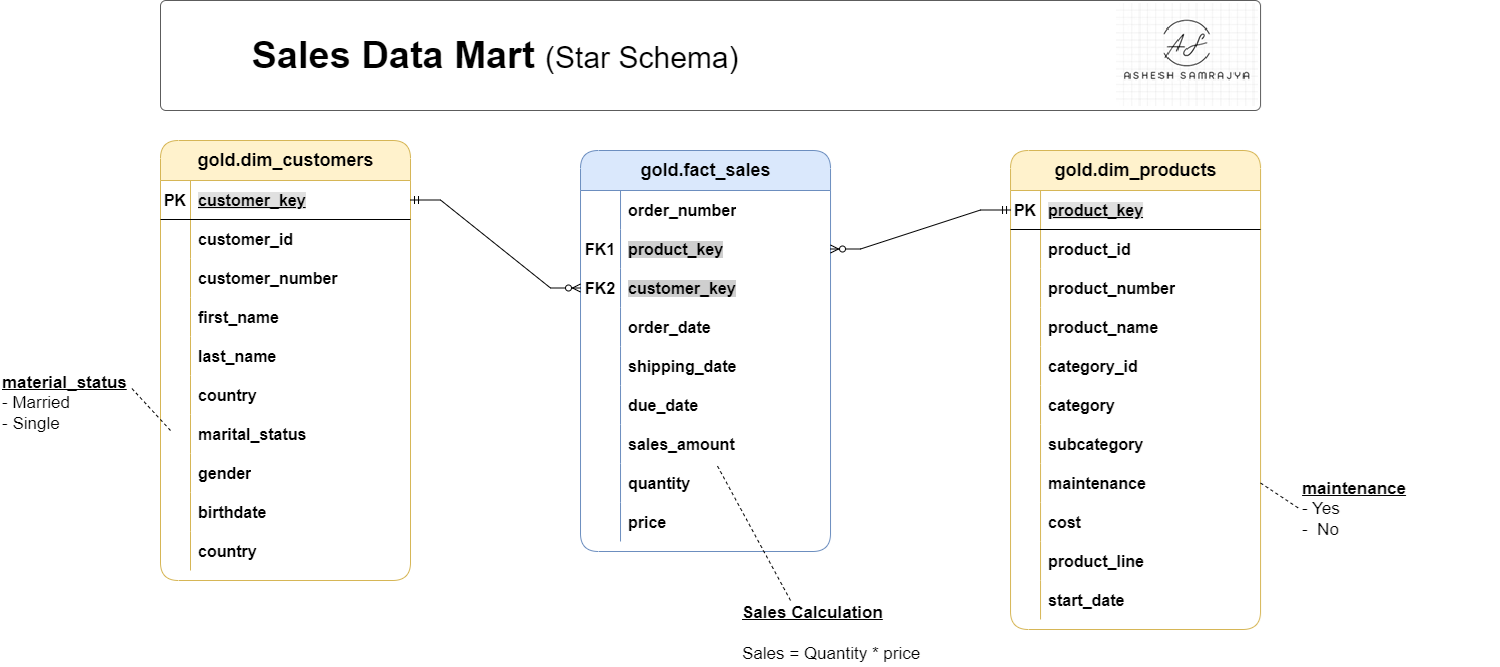 Sales Data Mart (Star Schema)
ASHESH SAMRAJYA
gold.dim_customers
PK customer_key
customer_id
customer_number
first_name
last_name
country
marital_status
gender
birthdate
country
material_status
- Married
- Single
gold.fact_sales
order_number
FK1 product_key
FK2 customer_key
order_date
shipping_date
due_date
sales_amount
quantity
price
Sales Calculation
Sales = Quantity * price
gold.dim_products
PK product_key
product_id
product_number
product_name
category_id
category
subcategory
maintenance
cost
product_line
start_date
maintenance
- Yes
- No